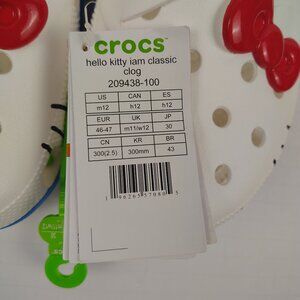 crocs™
hello kitty iam classic
clog
209438-100
US CAN ES
m12 h12 h12
EUR UK JP
46-47 m11/w12 30
CN KR BR
300(2.5) 300mm 43